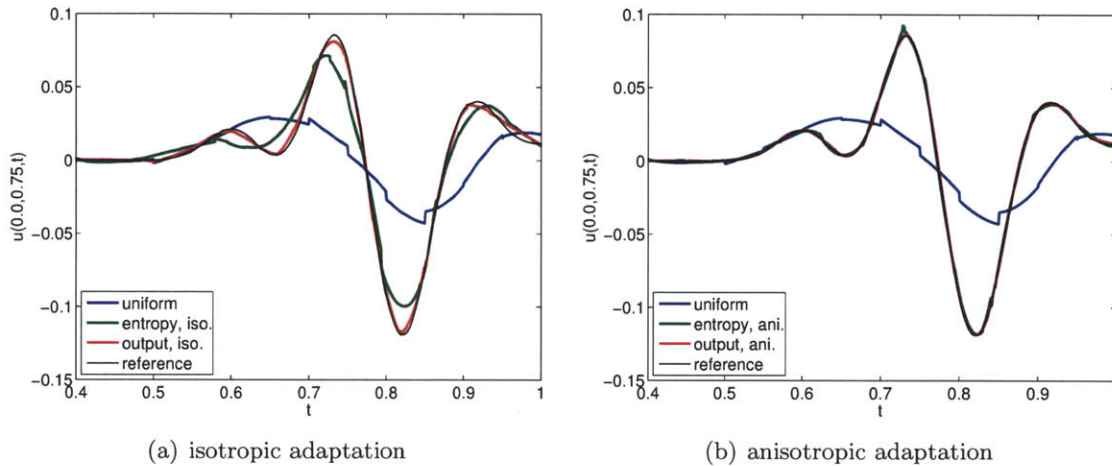 0.1
0.05
0
−0.05
−0.1
−0.15
u(0.0,0.75,t)
uniform
entropy, iso.
output, iso.
reference
0.4 0.5 0.6 0.7 0.8 0.9 1
t
(a) isotropic adaptation
0.1
0.05
0
−0.05
−0.1
−0.15
u(0.0,0.75,t)
uniform
entropy, ani.
output, ani.
reference
0.4 0.5 0.6 0.7 0.8 0.9
t
(b) anisotropic adaptation